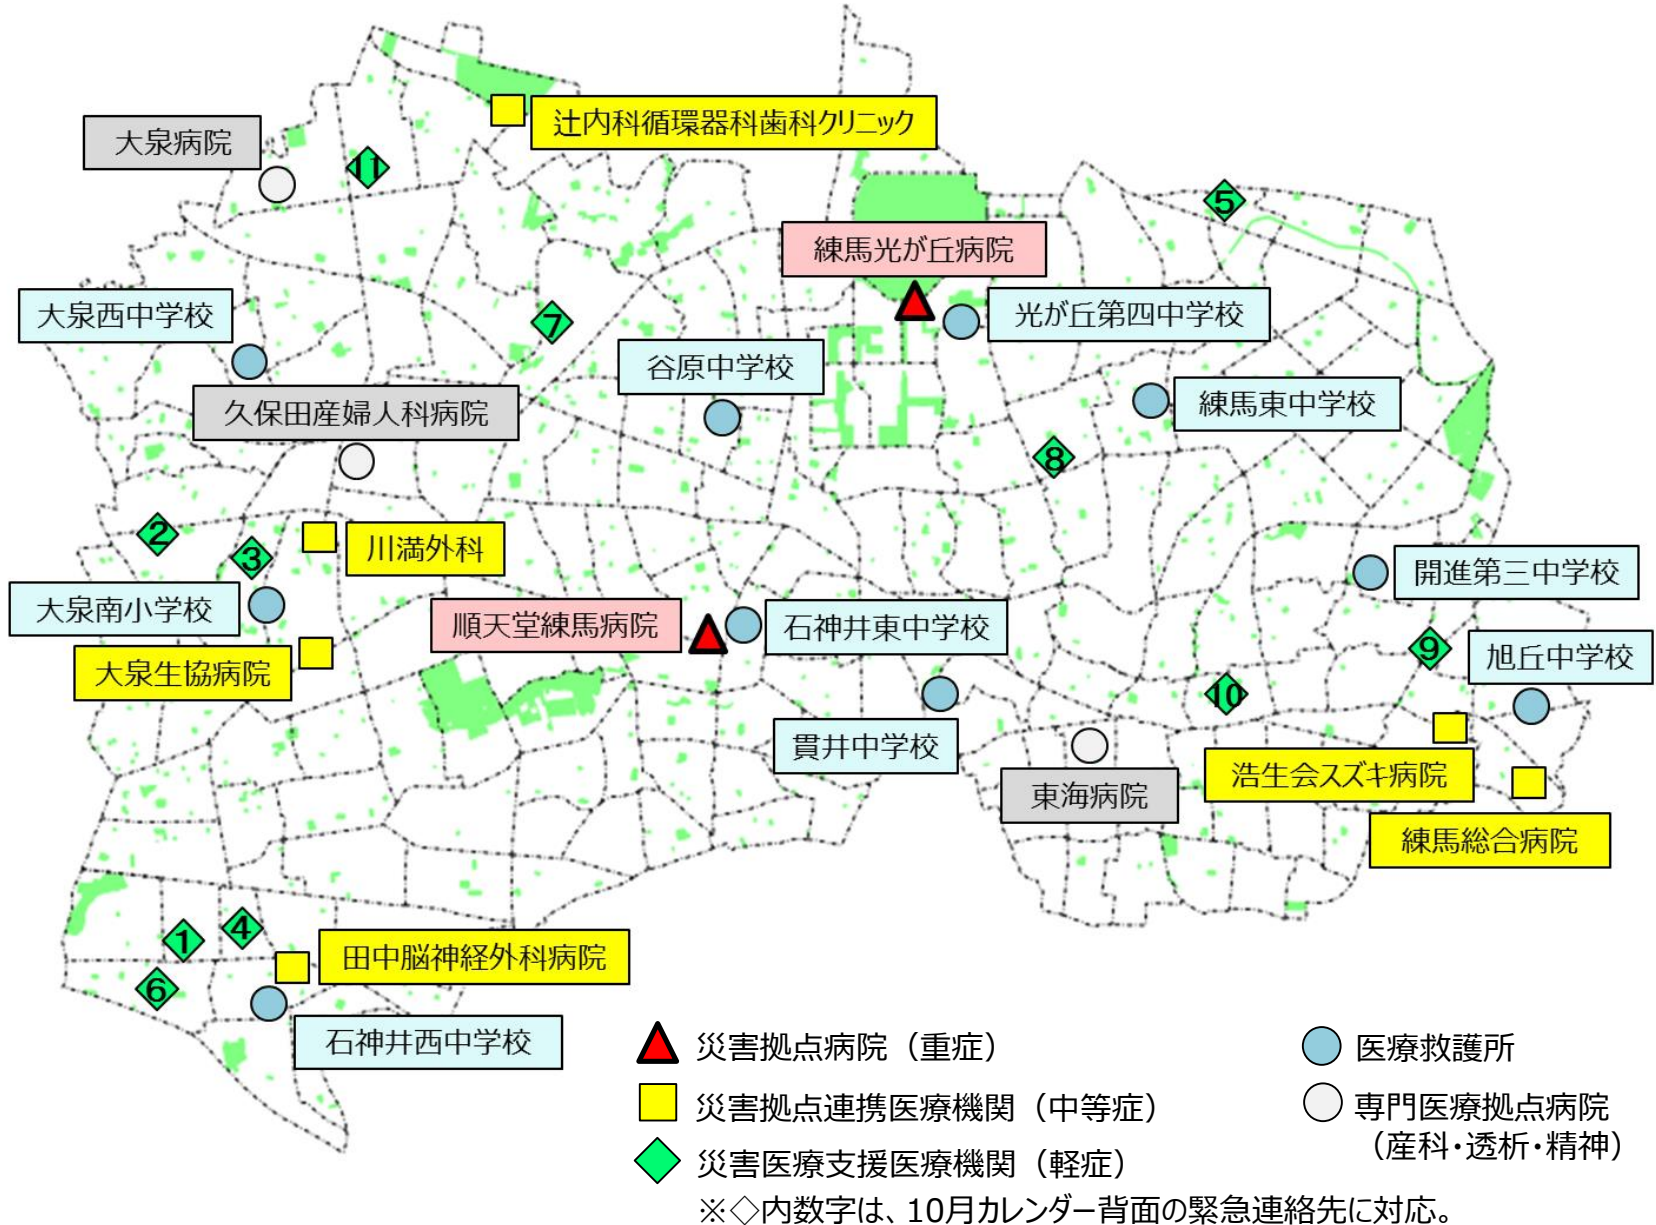 辻内科循環器科歯科クリニック
大泉病院
11
5
練馬光が丘病院
大泉西中学校
7
光が丘第四中学校
谷原中学校
久保田産婦人科病院
練馬東中学校
8
2
3
川満外科
開進第三中学校
大泉南小学校
順天堂練馬病院
石神井東中学校
9
旭丘中学校
大泉生協病院
10
貫井中学校
浩生会スズキ病院
東海病院
練馬総合病院
1
4
田中脳神経外科病院
6
石神井西中学校
災害拠点病院（重症）
医療救護所
災害拠点連携医療機関（中等症）
専門医療拠点病院
（産科・透析・精神）
災害医療支援医療機関（軽症）
※◇内数字は、10月カレンダー背面の緊急連絡先に対応。